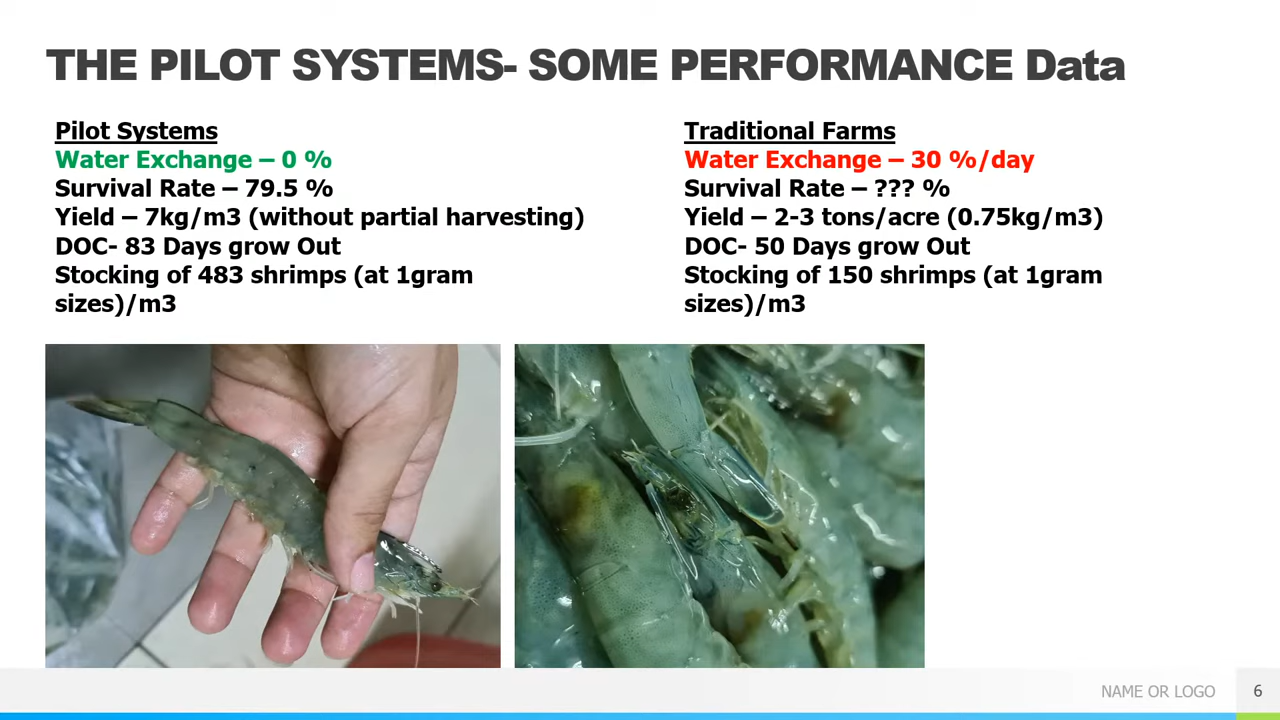 THE PILOT SYSTEMS- SOME PERFORMANCE Data
Pilot Systems
Water Exchange – 0 %
Survival Rate – 79.5 %
Yield – 7kg/m3 (without partial harvesting)
DOC- 83 Days grow Out
Stocking of 483 shrimps (at 1gram
sizes)/m3
Traditional Farms
Water Exchange – 30 %/day
Survival Rate – ??? %
Yield – 2-3 tons/acre (0.75kg/m3)
DOC- 50 Days grow Out
Stocking of 150 shrimps (at 1gram
sizes)/m3
NAME OR LOGO
6